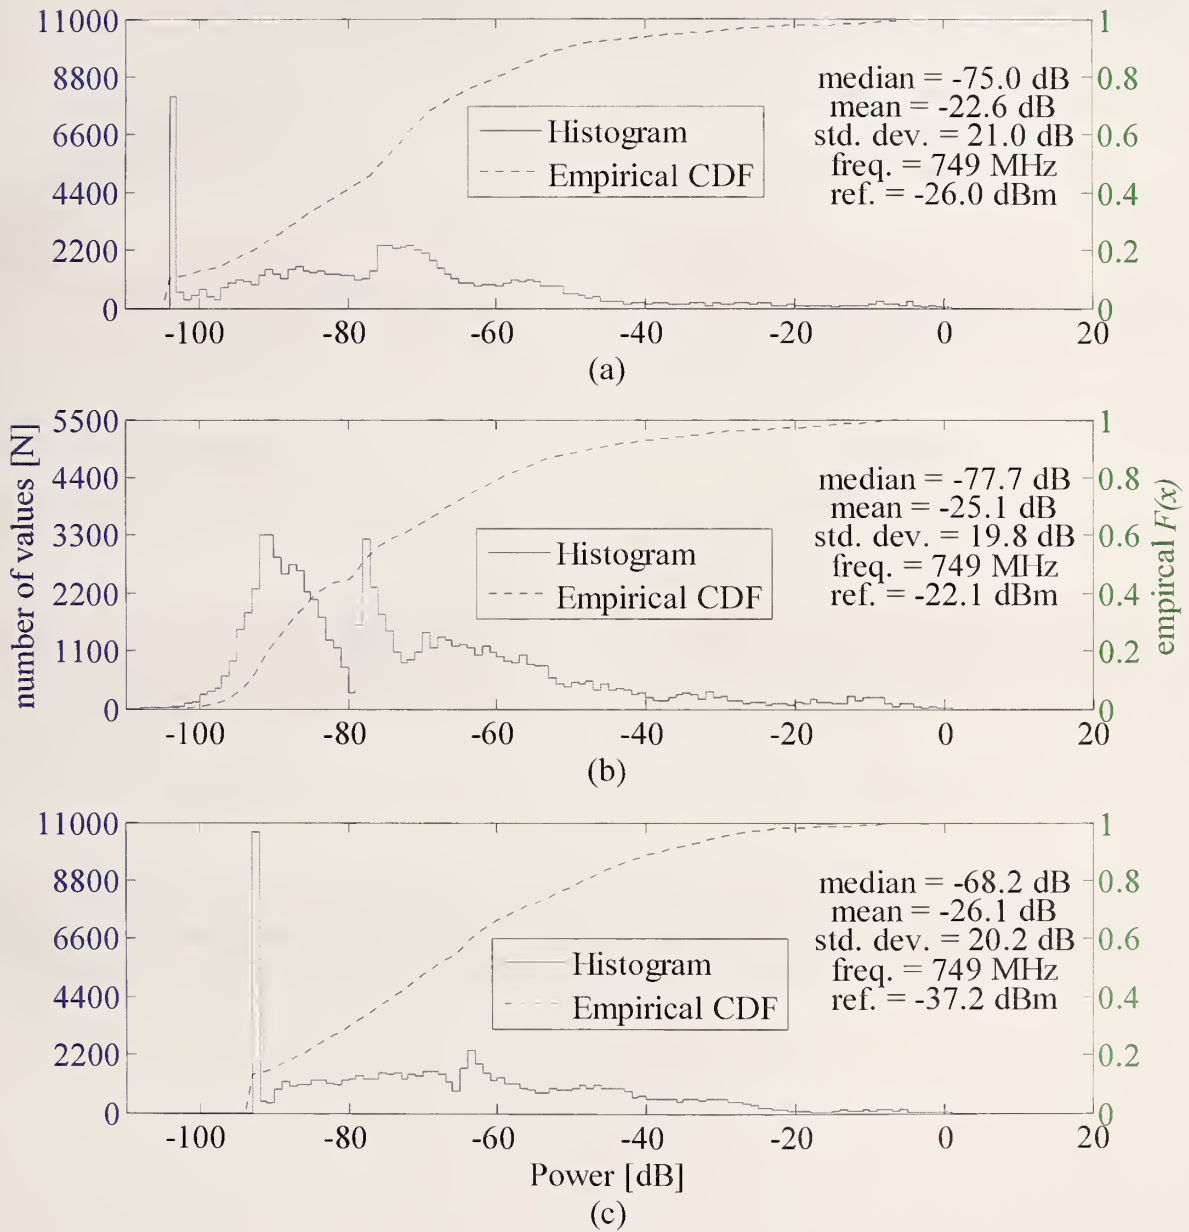 11000
8800
6600
4400
2200
0
1
0.8
0.6
0.4
0.2
0
median = -75.0 dB
mean = -22.6 dB
std. dev. = 21.0 dB
freq. = 749 MHz
ref. = -26.0 dBm
Histogram
Empirical CDF
-100 -80 -60 -40 -20 0 20
(a)
number of values [N]
5500
4400
3300
2200
1100
0
1
0.8
0.6
0.4
0.2
0
empircal F(x)
median = -77.7 dB
mean = -25.1 dB
std. dev. = 19.8 dB
freq. = 749 MHz
ref. = -22.1 dBm
Histogram
Empirical CDF
-100 -80 -60 -40 -20 0 20
(b)
11000
8800
6600
4400
2200
0
1
0.8
0.6
0.4
0.2
0
median = -68.2 dB
mean = -26.1 dB
std. dev. = 20.2 dB
freq. = 749 MHz
ref. = -37.2 dBm
Histogram
Empirical CDF
-100 -80 -60 -40 -20 0 20
Power [dB]
(c)